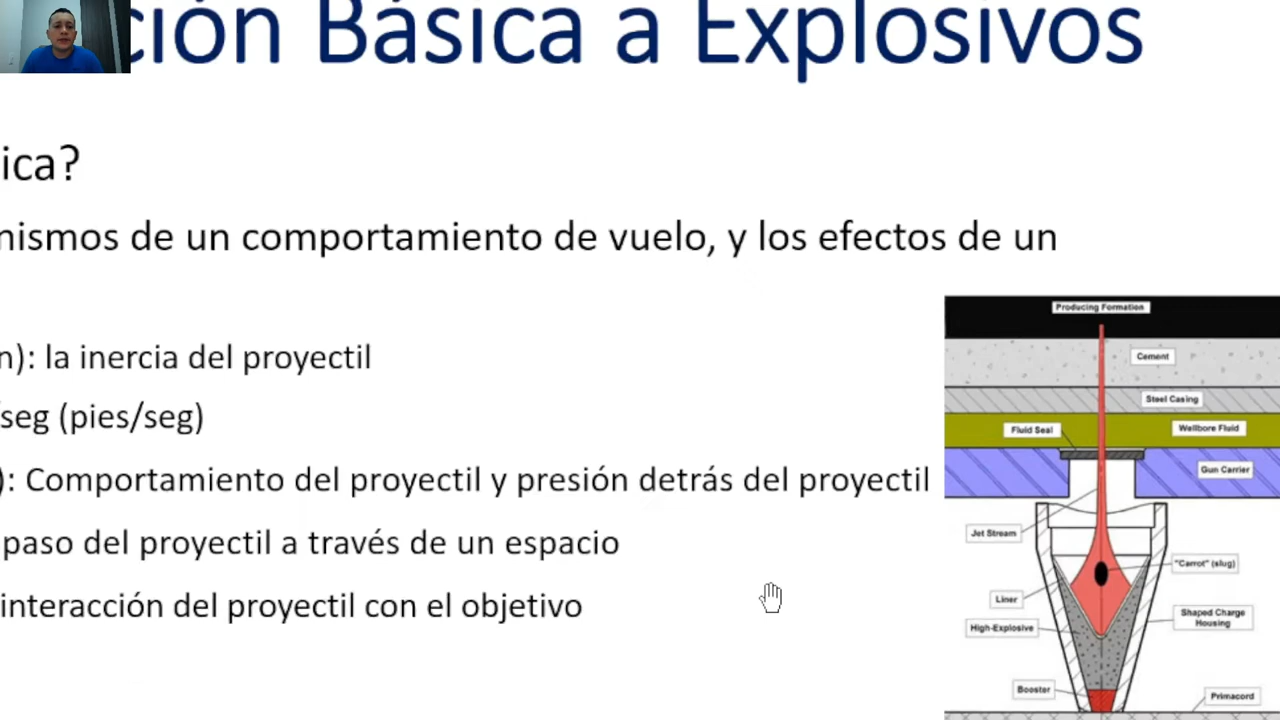 ción Básica a Explosivos
ica?
nismos de un comportamiento de vuelo, y los efectos de un
n): la inercia del proyectil
/seg (pies/seg)
): Comportamiento del proyectil y presión detrás del proyectil
paso del proyectil a través de un espacio
interacción del proyectil con el objetivo
Producing Formation
Cement
Steel Casing
Fluid Seal
Wellbore Fluid
Gun Carrier
Jet Stream
"Carrot" (slug)
Liner
Shaped Charge
Housing
High-Explosive
Booster
Primacord